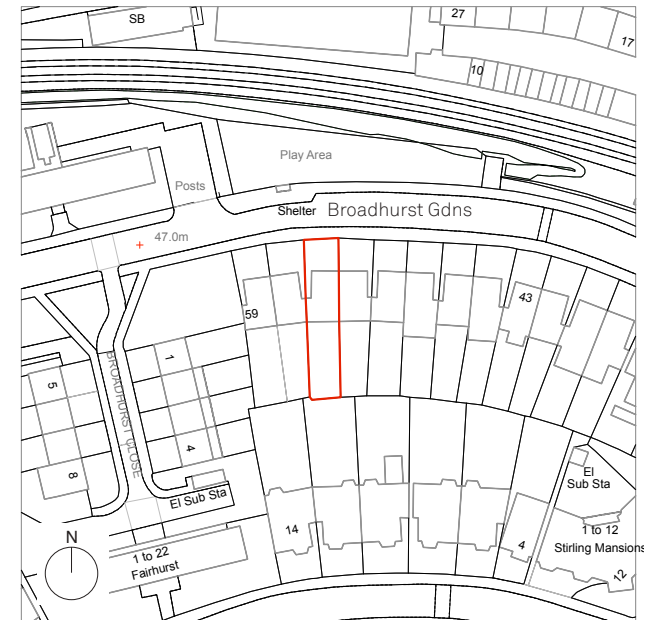 SB
27
17
10
Play Area
Posts
Shelter
Broadhurst Gdns
47.0m
59
43
BROADHURST CLOSE
1
5
4
8
El Sub Sta
El
Sub Sta
14
4
1 to 12
Stirling Mansions
12
N
1 to 22
Fairhurst